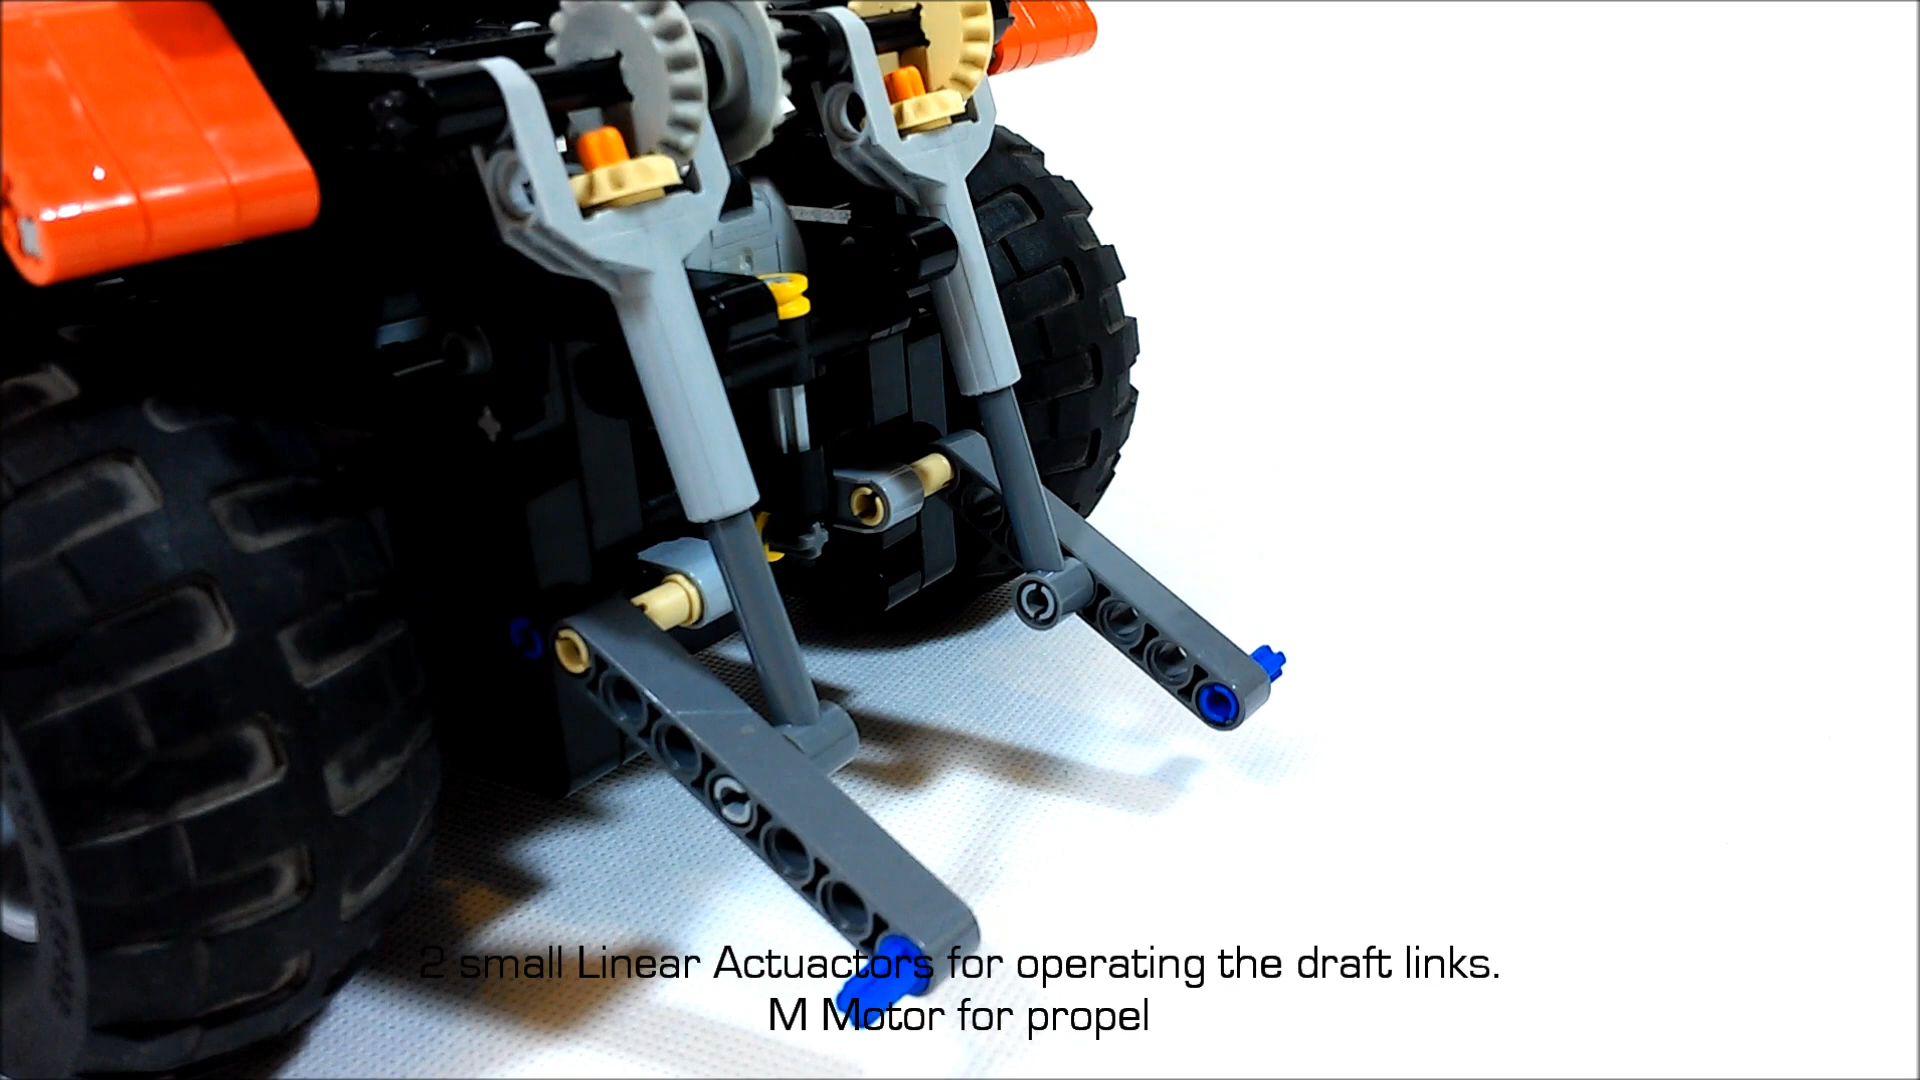 2 small Linear Actuactors for operating the draft links.
M Motor for propel